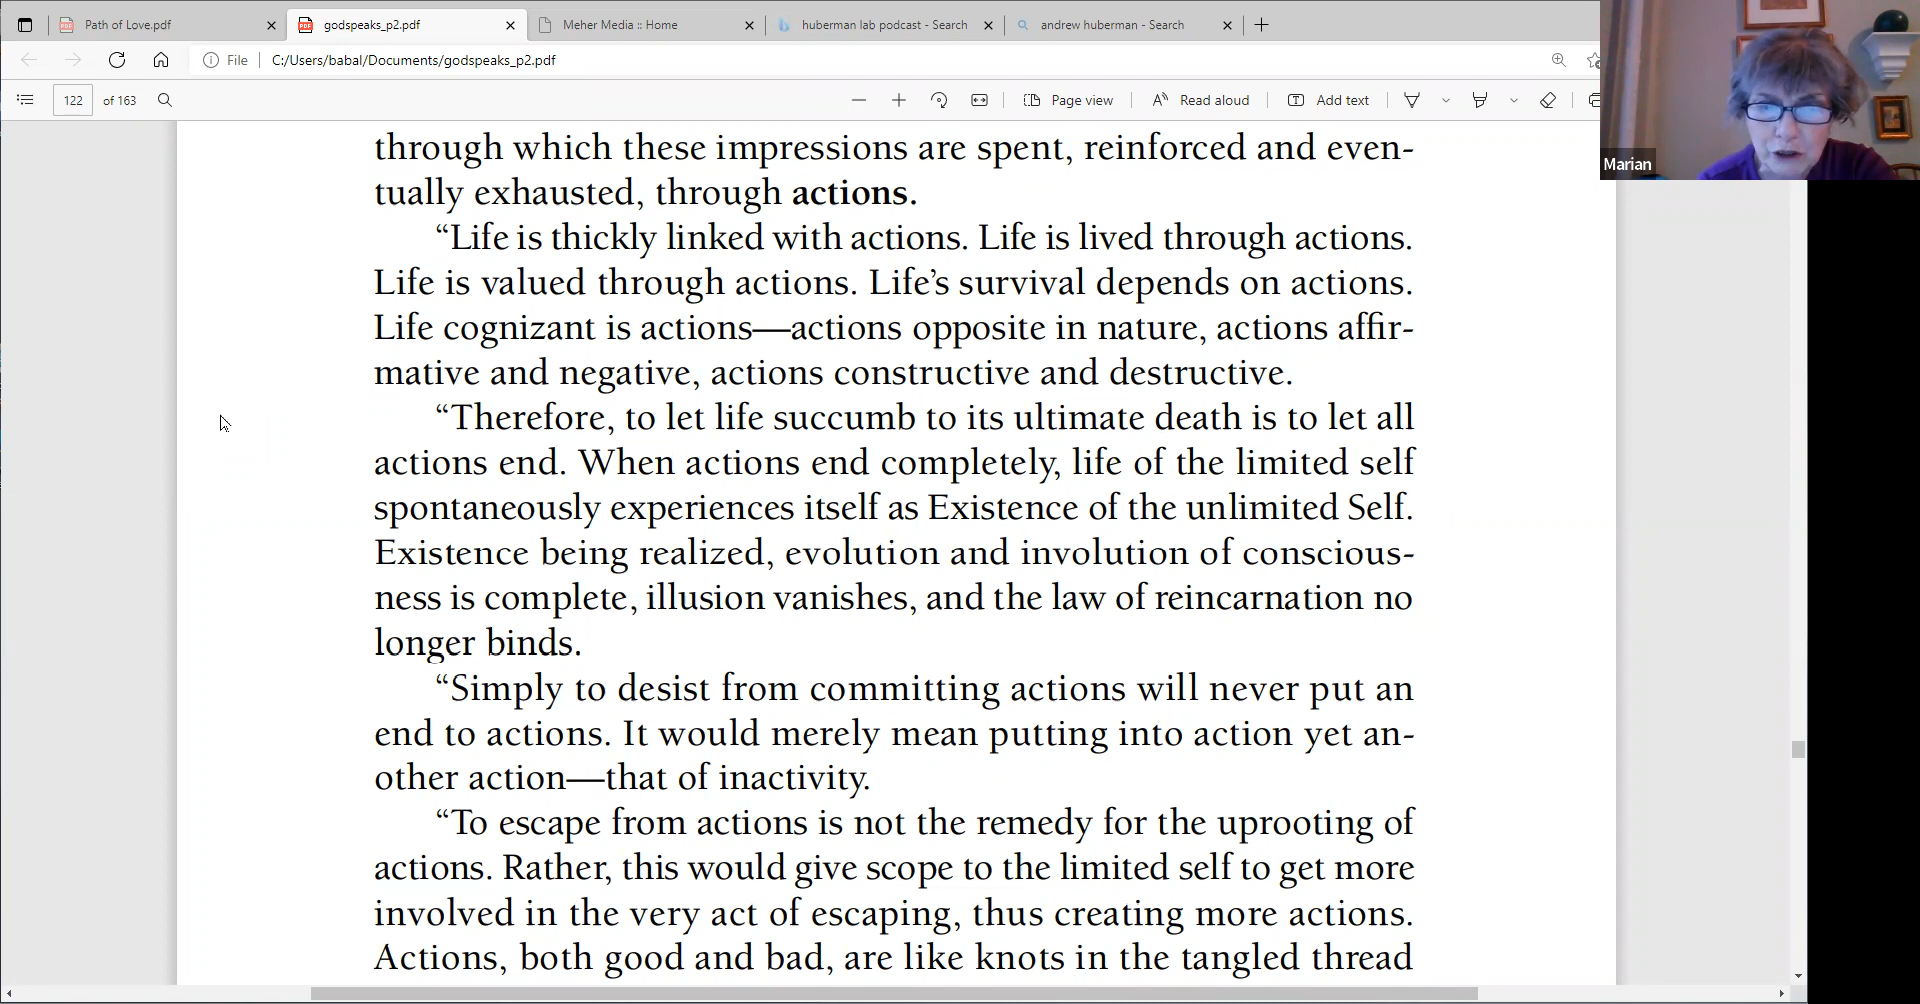 Path of Love.pdf
godspeaks_p2.pdf
Meher Media :: Home
huberman lab podcast - Search
andrew huberman - Search
File
C:/Users/babal/Documents/godspeaks_p2.pdf
122 of 163
Page view
Read aloud
Add text
Marian
through which these impressions are spent, reinforced and even-
tually exhausted, through actions.
“Life is thickly linked with actions. Life is lived through actions.
Life is valued through actions. Life’s survival depends on actions.
Life cognizant is actions—actions opposite in nature, actions affir-
mative and negative, actions constructive and destructive.
“Therefore, to let life succumb to its ultimate death is to let all
actions end. When actions end completely, life of the limited self
spontaneously experiences itself as Existence of the unlimited Self.
Existence being realized, evolution and involution of conscious-
ness is complete, illusion vanishes, and the law of reincarnation no
longer binds.
“Simply to desist from committing actions will never put an
end to actions. It would merely mean putting into action yet an-
other action—that of inactivity.
“To escape from actions is not the remedy for the uprooting of
actions. Rather, this would give scope to the limited self to get more
involved in the very act of escaping, thus creating more actions.
Actions, both good and bad, are like knots in the tangled thread